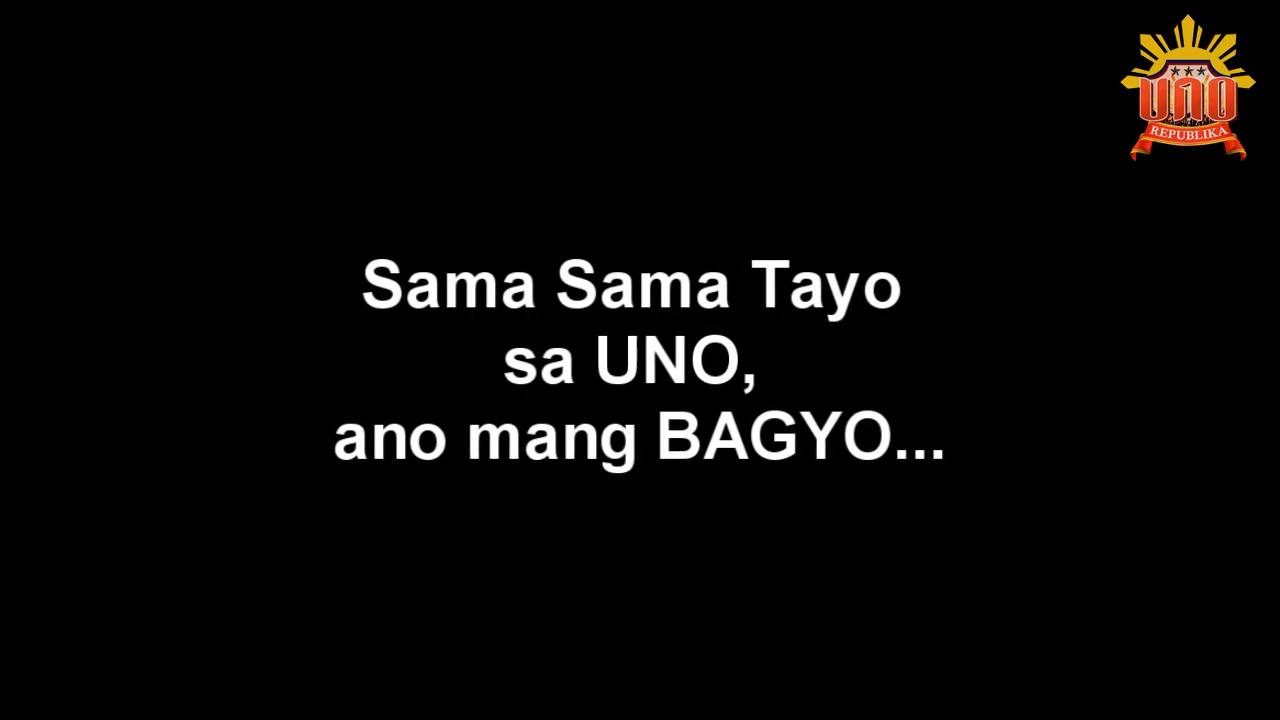 UNO
REPUBLIKA
Sama Sama Tayo
sa UNO,
ano mang BAGYO...